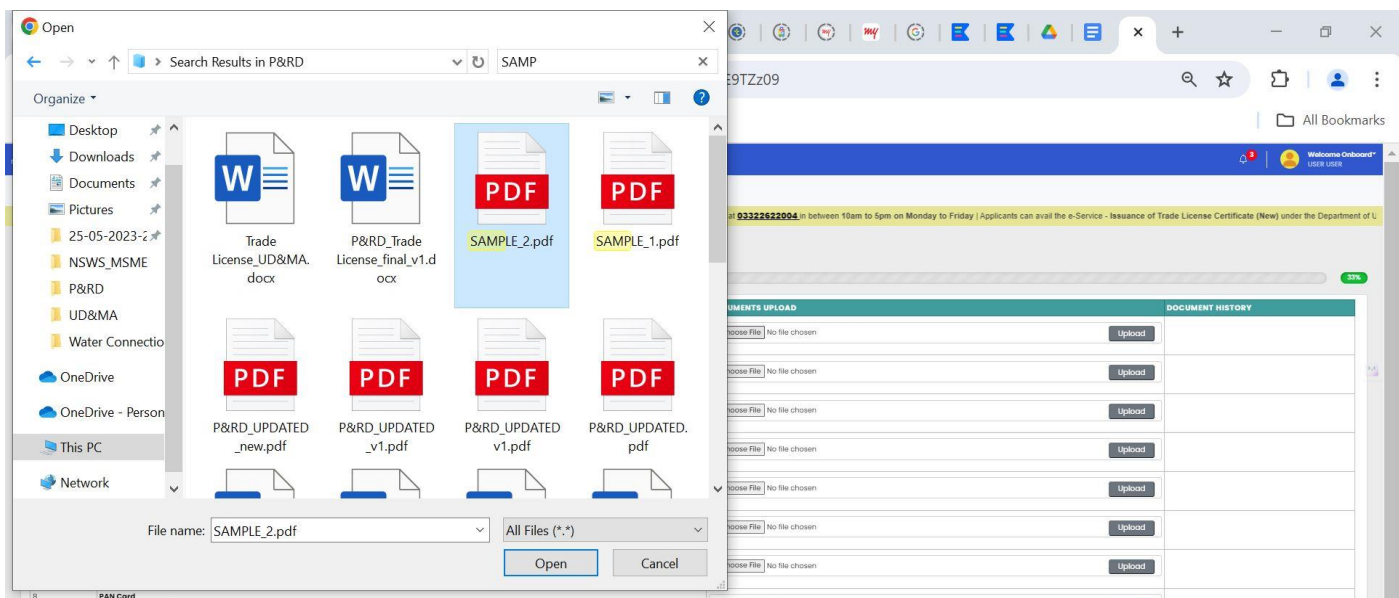 Open
Search Results in P&RD
SAMP
E9TZz09
All Bookmarks
Organize
Desktop
Downloads
Documents
Pictures
25-05-2023-2
NSWS_MSME
P&RD
UD&MA
Water Connectio
OneDrive
OneDrive - Person
This PC
Network
Trade
License_UD&MA.
docx
P&RD_Trade
License_final_v1.d
ocx
SAMPLE_2.pdf
SAMPLE_1.pdf
PDF
PDF
PDF
PDF
PDF
PDF
P&RD_UPDATED
_new.pdf
P&RD_UPDATED
_v1.pdf
P&RD_UPDATED
v1.pdf
P&RD_UPDATED.
pdf
File name: SAMPLE_2.pdf
All Files (*.*)
Open
Cancel
3
Welcome Onboard"
USER USER
at 03322622004 in between 10am to 5pm on Monday to Friday | Applicants can avail the e-Service - Issuance of Trade License Certificate (New) under the Department of U
33%
UMENTS UPLOAD
DOCUMENT HISTORY
hoose File No file chosen Upload
hoose File No file chosen Upload
hoose File No file chosen Upload
hoose File No file chosen Upload
hoose File No file chosen Upload
hoose File No file chosen Upload
hoose File No file chosen Upload
8 PAN Card